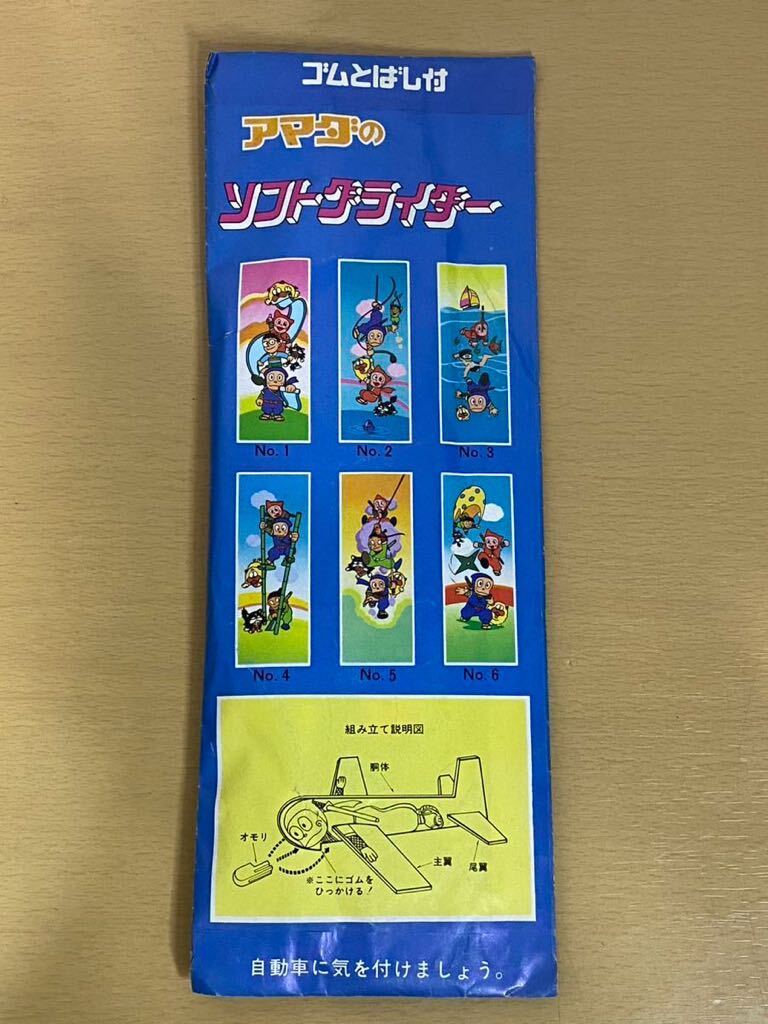 ゴムとばし付
アマダの
ソフトグライダー
No. 1
No. 2
No. 3
No. 4
No. 5
No. 6
組み立て説明図
胴体
オモリ
※ここにゴムを
ひっかける！
主翼
尾翼
自動車に気を付けましょう。